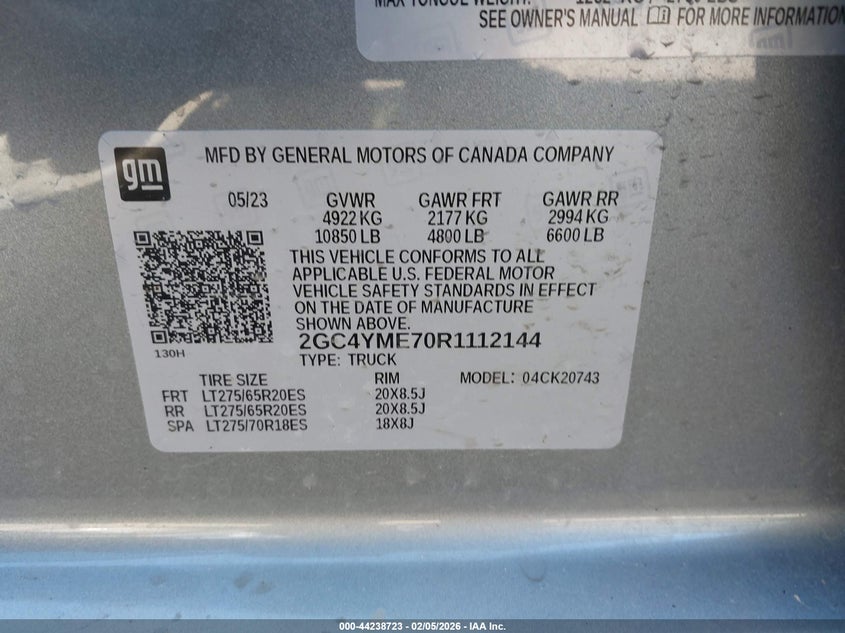 SEE OWNER'S MANUAL FOR MORE INFORMATION
gm
MFD BY GENERAL MOTORS OF CANADA COMPANY
05/23 GVWR GAWR FRT GAWR RR
4922 KG 2177 KG 2994 KG
10850 LB 4800 LB 6600 LB
THIS VEHICLE CONFORMS TO ALL
APPLICABLE U.S. FEDERAL MOTOR
VEHICLE SAFETY STANDARDS IN EFFECT
ON THE DATE OF MANUFACTURE
SHOWN ABOVE.
2GC4YME70R1112144
130H
TYPE: TRUCK
TIRE SIZE RIM MODEL: 04CK20743
FRT LT275/65R20ES 20X8.5J
RR LT275/65R20ES 20X8.5J
SPA LT275/70R18ES 18X8J
000-44238723 - 02/05/2026 - IAA Inc.